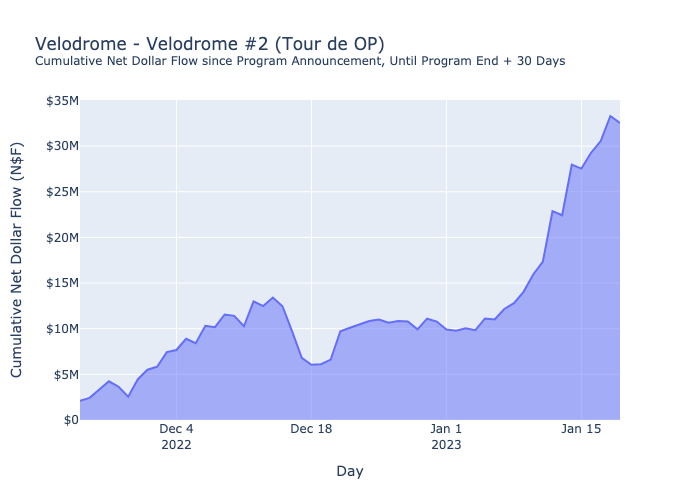 Velodrome - Velodrome #2 (Tour de OP)
Cumulative Net Dollar Flow since Program Announcement, Until Program End + 30 Days
Cumulative Net Dollar Flow (N$F)
$35M
$30M
$25M
$20M
$15M
$10M
$5M
$0
Dec 4
2022
Dec 18
Jan 1
2023
Jan 15
Day